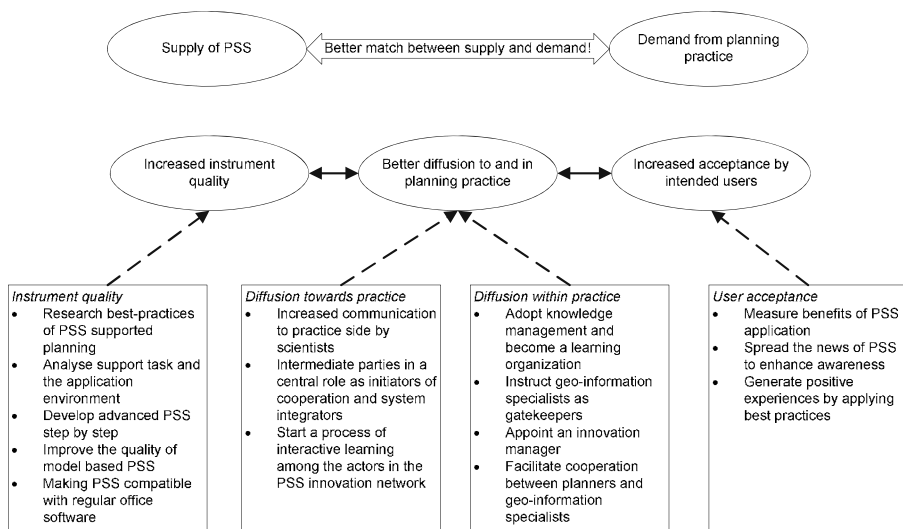 Supply of PSS
Better match between supply and demand!
Demand from planning
practice
Increased instrument
quality
Better diffusion to and in
planning practice
Increased acceptance by
intended users
Instrument quality
• Research best-practices
of PSS supported
planning
• Analyse support task and
the application
environment
• Develop advanced PSS
step by step
• Improve the quality of
model based PSS
• Making PSS compatible
with regular office
software
Diffusion towards practice
• Increased communication
to practice side by
scientists
• Intermediate parties in a
central role as initiators of
cooperation and system
integrators
• Start a process of
interactive learning
among the actors in the
PSS innovation network
Diffusion within practice
• Adopt knowledge
management and
become a learning
organization
• Instruct geo-information
specialists as
gatekeepers
• Appoint an innovation
manager
• Facilitate cooperation
between planners and
geo-information
specialists
User acceptance
• Measure benefits of PSS
application
• Spread the news of PSS
to enhance awareness
• Generate positive
experiences by applying
best practices